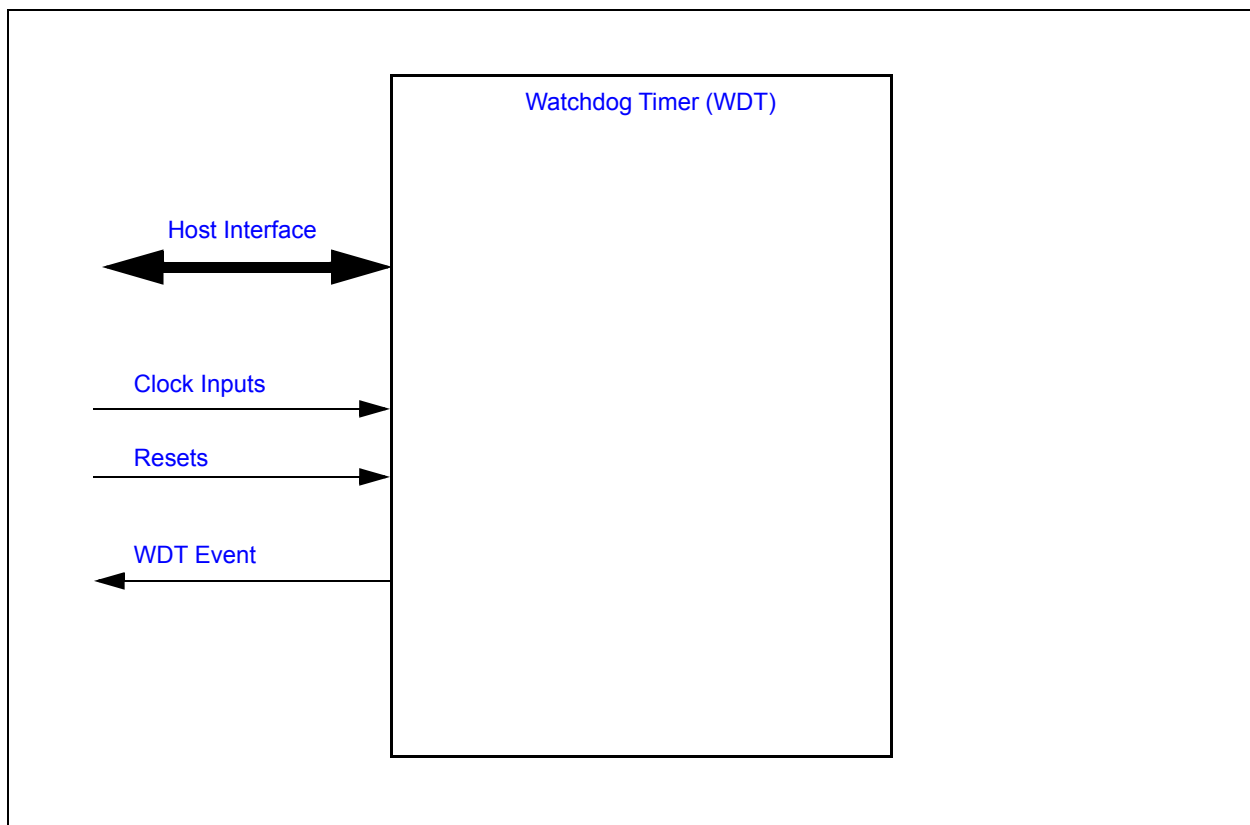 Watchdog Timer (WDT)
Host Interface
Clock Inputs
Resets
WDT Event